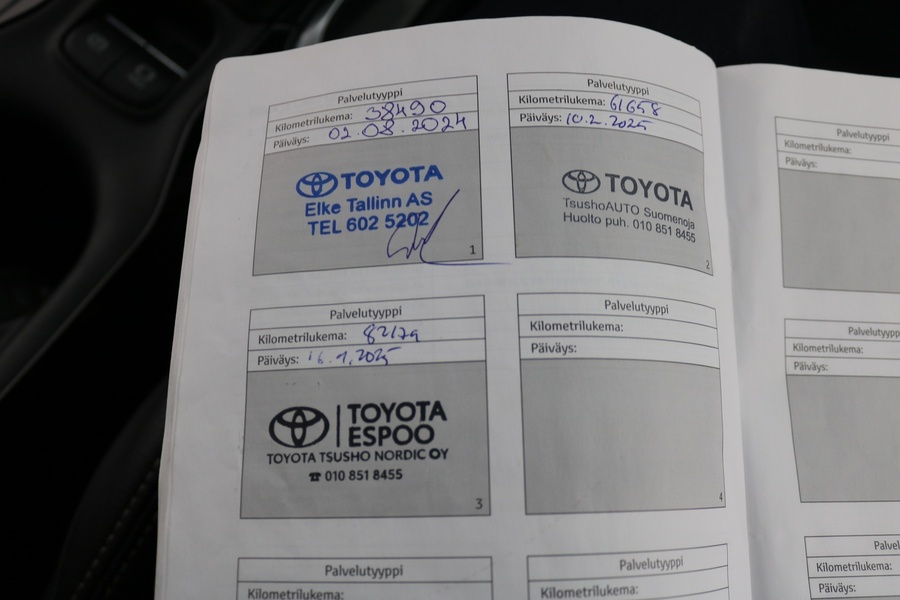 Palvelutyyppi
Kilometrilukema: 38490
Päiväys: 02.08.2024
TOYOTA
Elke Tallinn AS
TEL 602 5202
1
Palvelutyyppi
Kilometrilukema: 61658
Päiväys: 10.2.2025
TOYOTA
TsushoAUTO Suomenoja
Huolto puh. 010 851 8455
2
Palvelutyyppi
Kilometrilukema:
Päiväys:
Palvelutyyppi
Kilometrilukema:
Päiväys: 16.1.2025
TOYOTA
ESPOO
TOYOTA TSUSHO NORDIC OY
☎ 010 851 8455
3
Palvelutyyppi
Kilometrilukema:
Päiväys:
4
Palvelutyyppi
Kilometrilukema:
Päiväys:
Palvelutyyppi
Kilometrilukema:
Palvelutyyppi
Kilometrilukema:
Kilometrilukema:
Päiväys: